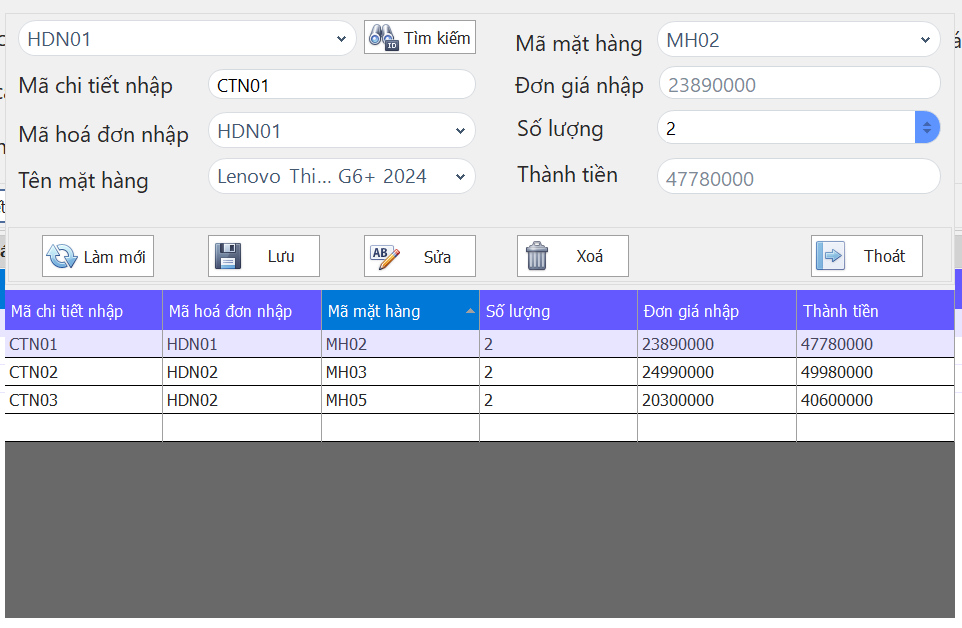 HDN01
Tìm kiếm
Mã mặt hàng
MH02
Mã chi tiết nhập
CTN01
Đơn giá nhập
23890000
Mã hoá đơn nhập
HDN01
Số lượng
2
Tên mặt hàng
Lenovo Thi... G6+ 2024
Thành tiền
47780000
Làm mới
Lưu
Sửa
Xoá
Thoát
Mã chi tiết nhập Mã hoá đơn nhập Mã mặt hàng Số lượng Đơn giá nhập Thành tiền
CTN01 HDN01 MH02 2 23890000 47780000
CTN02 HDN02 MH03 2 24990000 49980000
CTN03 HDN02 MH05 2 20300000 40600000